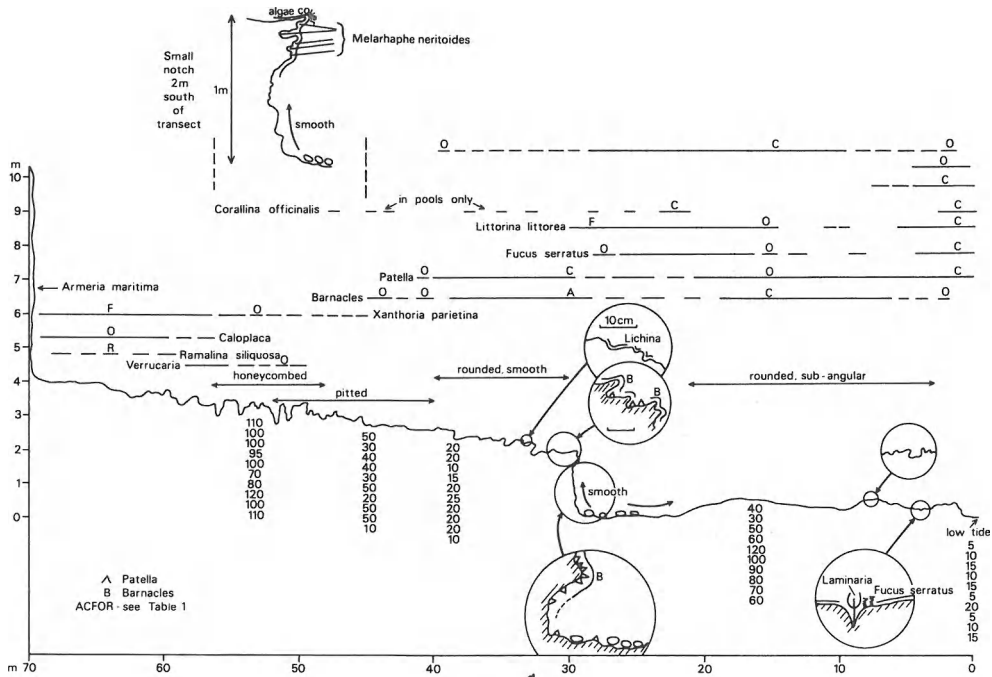 algae co
Melarhaphe neritoides
Small
notch
2m
south
of
transect
1m
smooth
O C O
O
C
in pools only
Corallina officinalis C C
Littorina littorea F O C
Fucus serratus O O C
Patella O C O C
Barnacles O O A C O
m
10
9
8
7
6
5
4
3
2
1
0
Armeria maritima
F O Xanthoria parietina
O Caloplaca
R Ramalina siliquosa
Verrucaria O
honeycombed
pitted
rounded, smooth
rounded, sub-angular
10cm
Lichina
B
B
smooth
110
100
100
95
100
70
80
120
100
110
50
30
40
40
30
50
20
50
50
10
20
20
10
15
20
25
20
20
20
10
40
30
50
60
120
100
90
80
70
60
low tide
5
10
15
10
15
5
20
5
10
15
Laminaria
Fucus serratus
B
Patella
B Barnacles
ACFOR - see Table 1
m 70 60 50 40 30 20 10 0